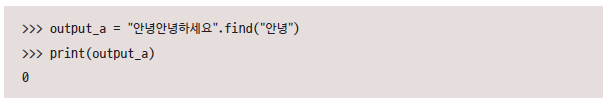 >>> output_a = "안녕안녕하세요".find("안녕")
>>> print(output_a)
0